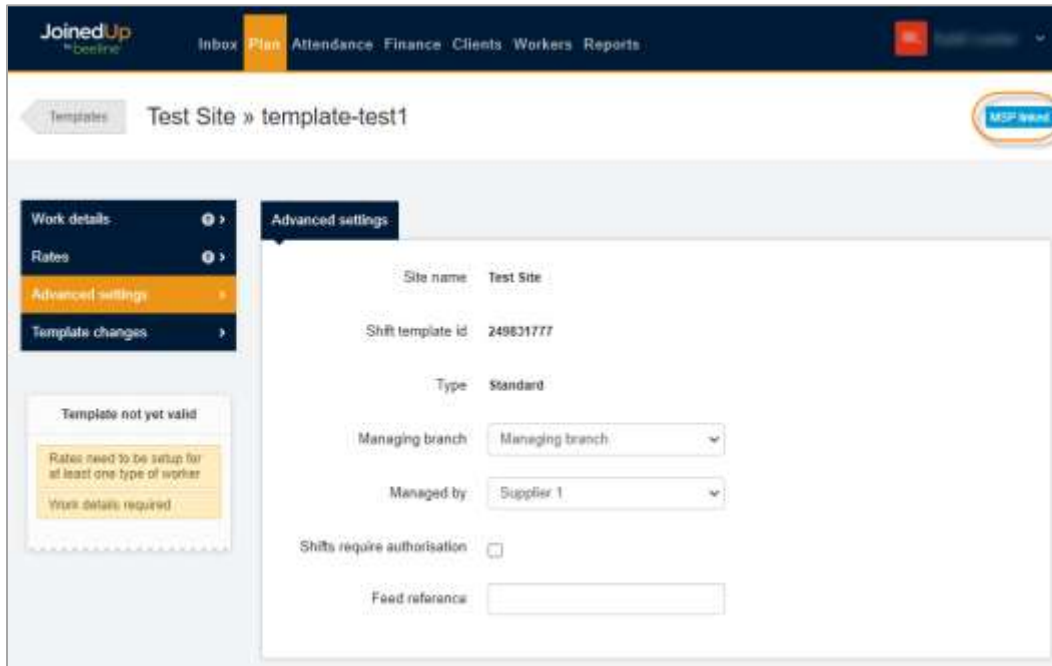 JoinedUp
by beeline
Inbox Plan Attendance Finance Clients Workers Reports
Templates
Test Site » template-test1
MSP linked
Work details
Rates
Advanced settings
Template changes
Template not yet valid
Rates need to be setup for
at least one type of worker
Work details required
Advanced settings
Site name Test Site
Shift template id 249831777
Type Standard
Managing branch Managing branch
Managed by Supplier 1
Shifts require authorisation
Feed reference